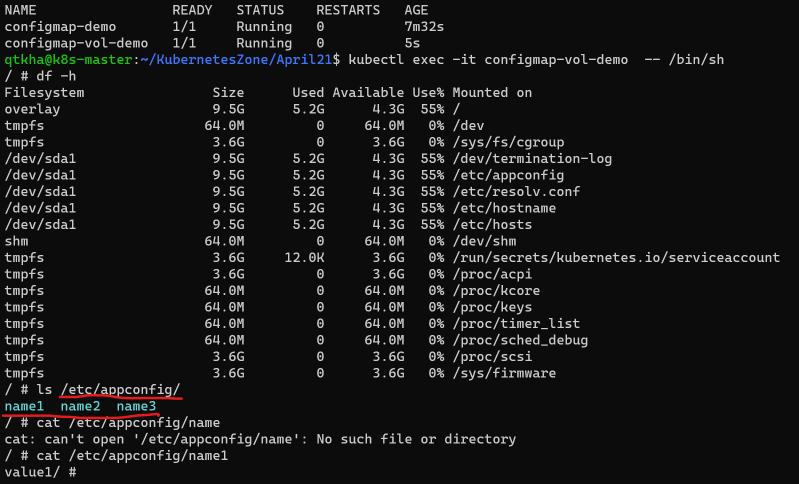 NAME READY STATUS RESTARTS AGE
configmap-demo 1/1 Running 0 7m32s
configmap-vol-demo 1/1 Running 0 5s
qtkha@k8s-master:~/KubernetesZone/April21$ kubectl exec -it configmap-vol-demo -- /bin/sh
/ # df -h
Filesystem Size Used Available Use% Mounted on
overlay 9.5G 5.2G 4.3G 55% /
tmpfs 64.0M 0 64.0M 0% /dev
tmpfs 3.6G 0 3.6G 0% /sys/fs/cgroup
/dev/sda1 9.5G 5.2G 4.3G 55% /dev/termination-log
/dev/sda1 9.5G 5.2G 4.3G 55% /etc/appconfig
/dev/sda1 9.5G 5.2G 4.3G 55% /etc/resolv.conf
/dev/sda1 9.5G 5.2G 4.3G 55% /etc/hostname
/dev/sda1 9.5G 5.2G 4.3G 55% /etc/hosts
shm 64.0M 0 64.0M 0% /dev/shm
tmpfs 3.6G 12.0K 3.6G 0% /run/secrets/kubernetes.io/serviceaccount
tmpfs 3.6G 0 3.6G 0% /proc/acpi
tmpfs 64.0M 0 64.0M 0% /proc/kcore
tmpfs 64.0M 0 64.0M 0% /proc/keys
tmpfs 64.0M 0 64.0M 0% /proc/timer_list
tmpfs 64.0M 0 64.0M 0% /proc/sched_debug
tmpfs 3.6G 0 3.6G 0% /proc/scsi
tmpfs 3.6G 0 3.6G 0% /sys/firmware
/ # ls /etc/appconfig/
name1 name2 name3
/ # cat /etc/appconfig/name
cat: can't open '/etc/appconfig/name': No such file or directory
/ # cat /etc/appconfig/name1
value1/ #